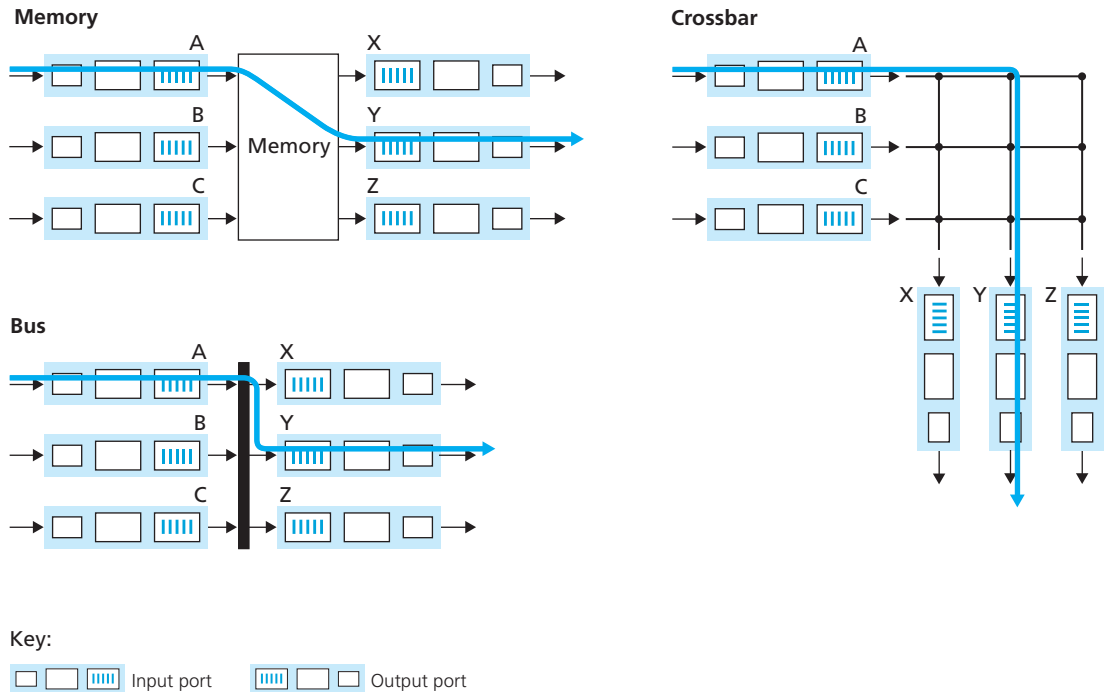 Memory
A
X
B
Y
Memory
C
Z
Crossbar
A
B
C
X
Y
Z
Bus
A
X
B
Y
C
Z
Key:
Input port
Output port